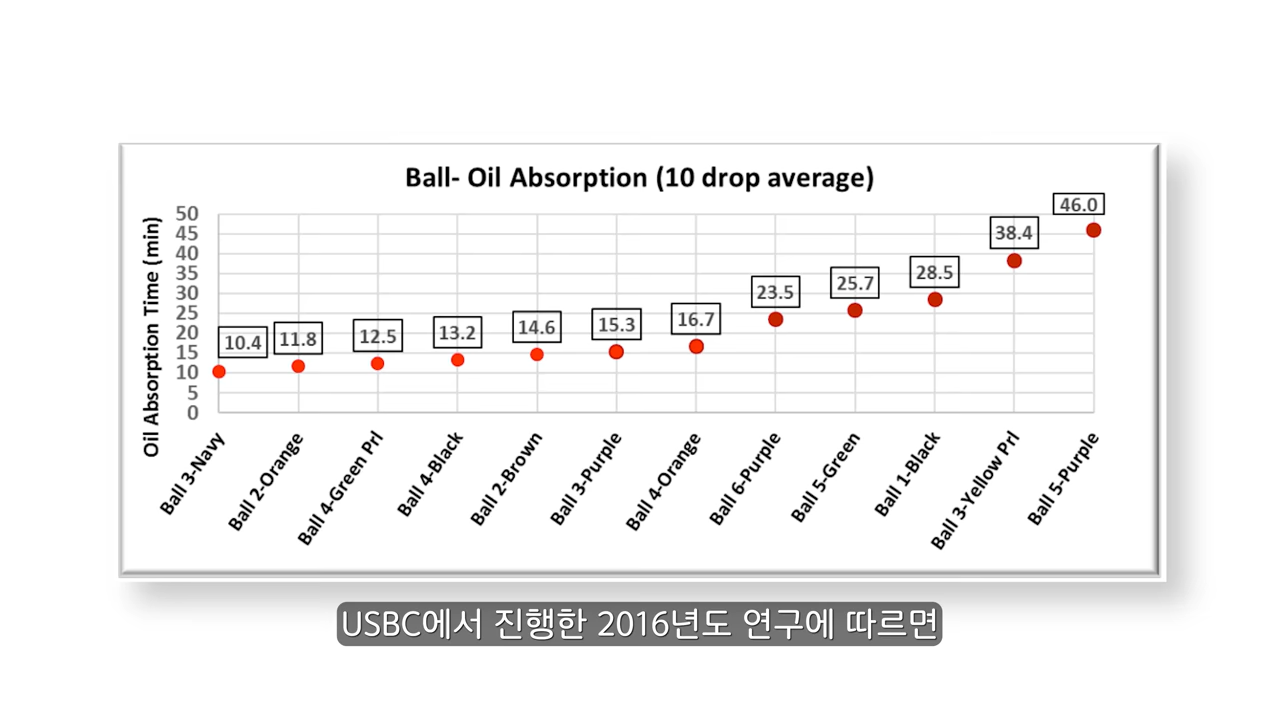 Ball- Oil Absorption (10 drop average)
Oil Absorption Time (min)
50
45
40
35
30
25
20
15
10
5
0
10.4
11.8
12.5
13.2
14.6
15.3
16.7
23.5
25.7
28.5
38.4
46.0
Ball 3-Navy
Ball 2-Orange
Ball 4-Green Prl
Ball 4-Black
Ball 2-Brown
Ball 3-Purple
Ball 4-Orange
Ball 6-Purple
Ball 5-Green
Ball 1-Black
Ball 3-Yellow Prl
Ball 5-Purple
USBC에서 진행한 2016년도 연구에 따르면